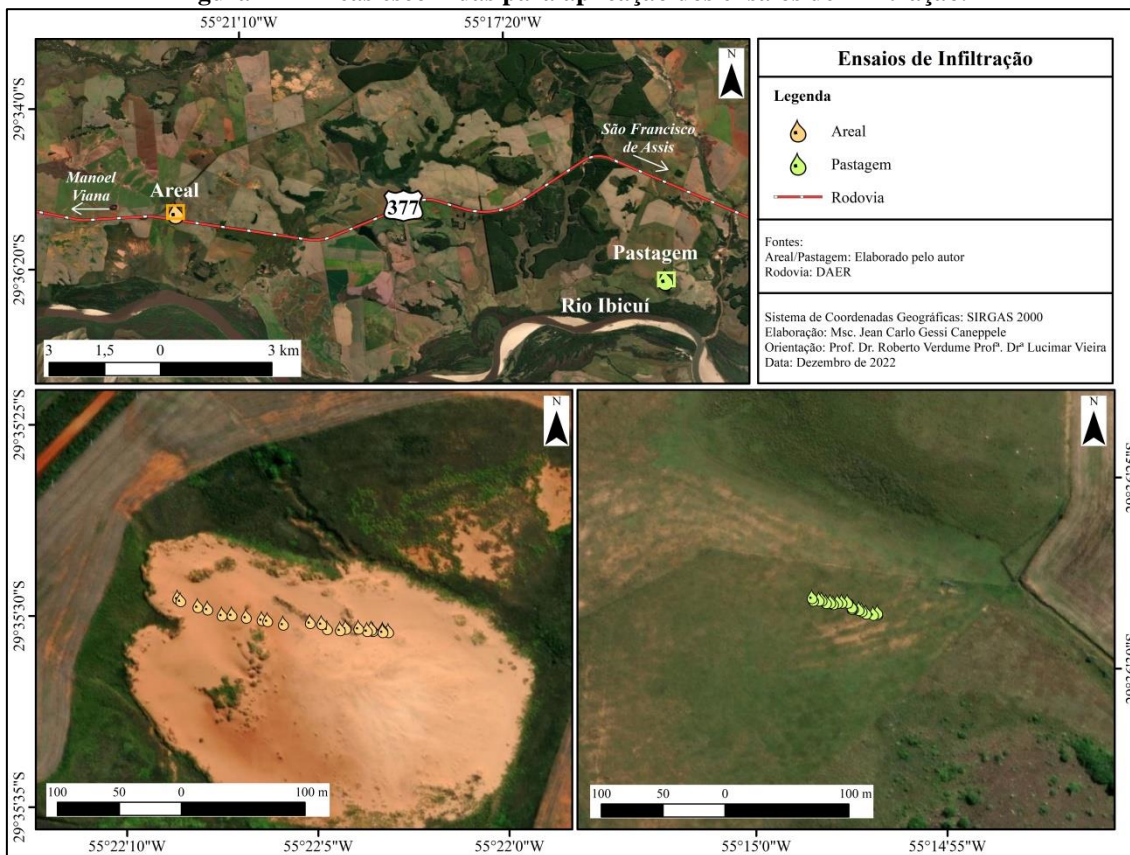 para aplicação dos ensaios de
55°21'10"W 55°17'20"W
29°34'0"S
29°36'20"S
N
São Francisco
de Assis
Manoel
Viana
Areal
377
Pastagem
Rio Ibicuí
3 1,5 0 3 km
Ensaios de Infiltração
Legenda
Areal
Pastagem
Rodovia
Fontes:
Areal/Pastagem: Elaborado pelo autor
Rodovia: DAER
Sistema de Coordenadas Geográficas: SIRGAS 2000
Elaboração: Msc. Jean Carlo Gessi Caneppele
Orientação: Prof. Dr. Roberto Verdume Profª. Drª Lucimar Vieira
Data: Dezembro de 2022
29°35'25"S
29°35'30"S
29°35'35"S
N
100 50 0 100 m
55°22'10"W 55°22'5"W 55°22'0"W
N
100 50 0 100 m
55°15'0"W 55°14'55"W